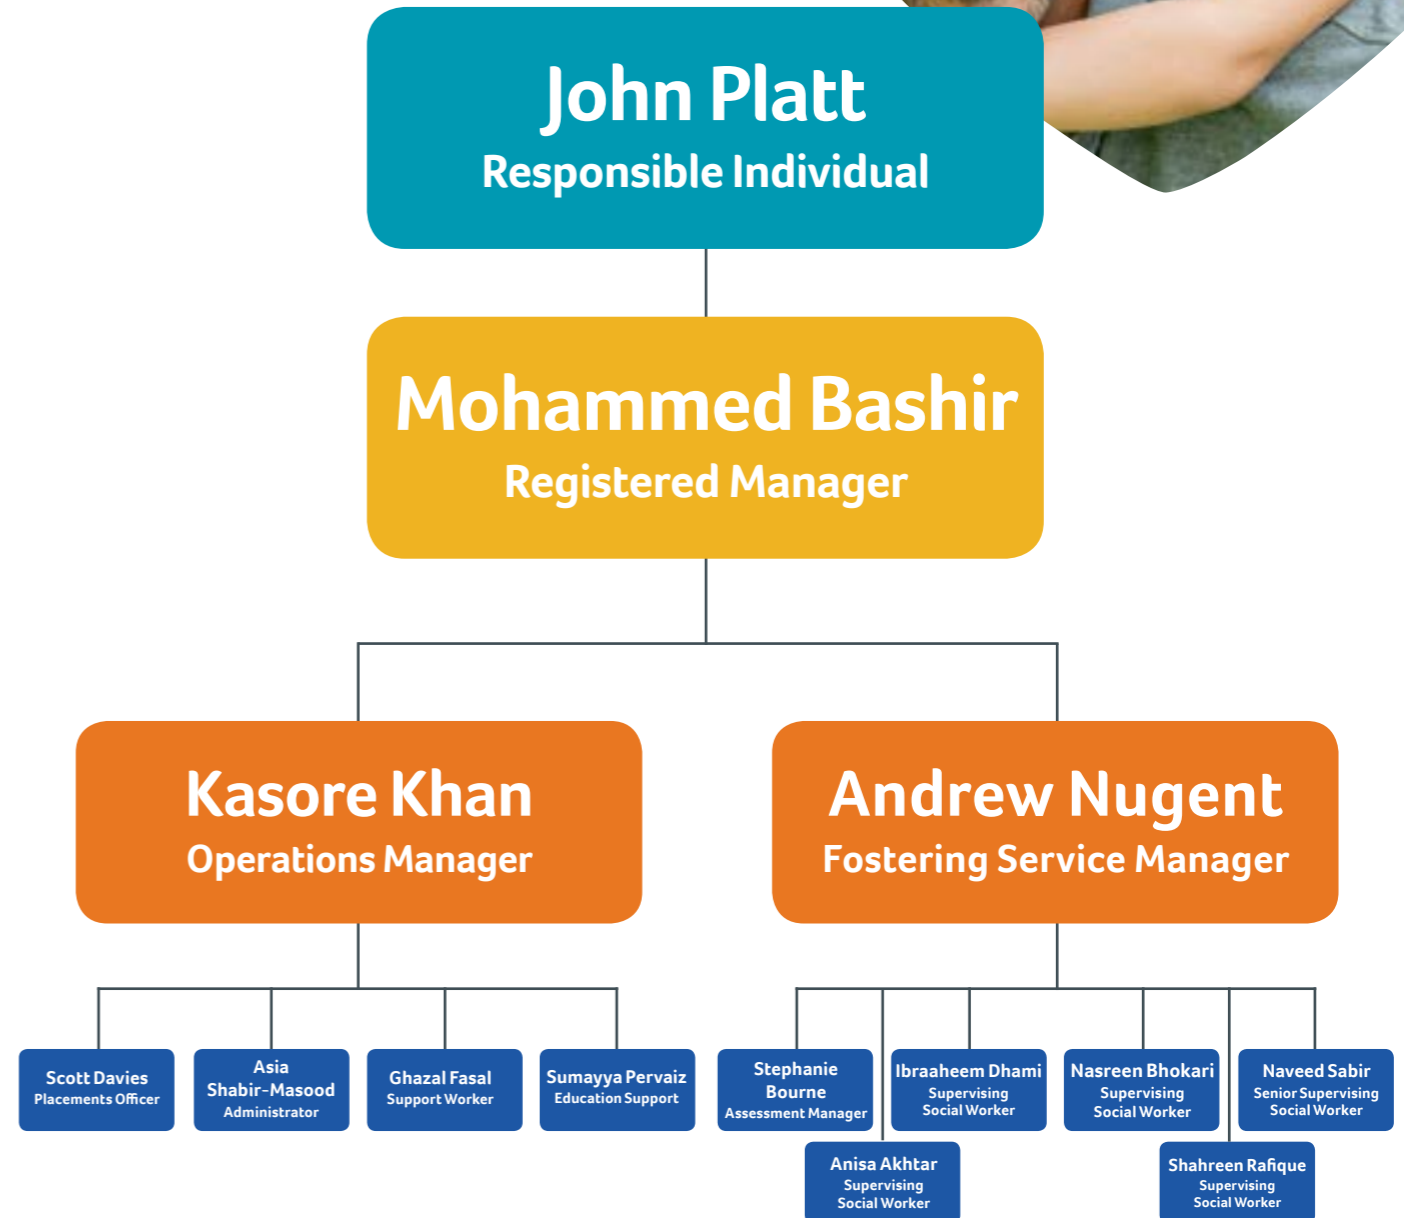 John Platt
Responsible Individual
Mohammed Bashir
Registered Manager
Kasore Khan
Operations Manager
Andrew Nugent
Fostering Service Manager
Scott Davies
Placements Officer
Asia
Shabir-Masood
Administrator
Ghazal Fasal
Support Worker
Sumayya Pervaiz
Education Support
Stephanie
Bourne
Assessment Manager
Ibraaheem Dhami
Supervising
Social Worker
Nasreen Bhokari
Supervising
Social Worker
Naveed Sabir
Senior Supervising
Social Worker
Anisa Akhtar
Supervising
Social Worker
Shahreen Rafique
Supervising
Social Worker